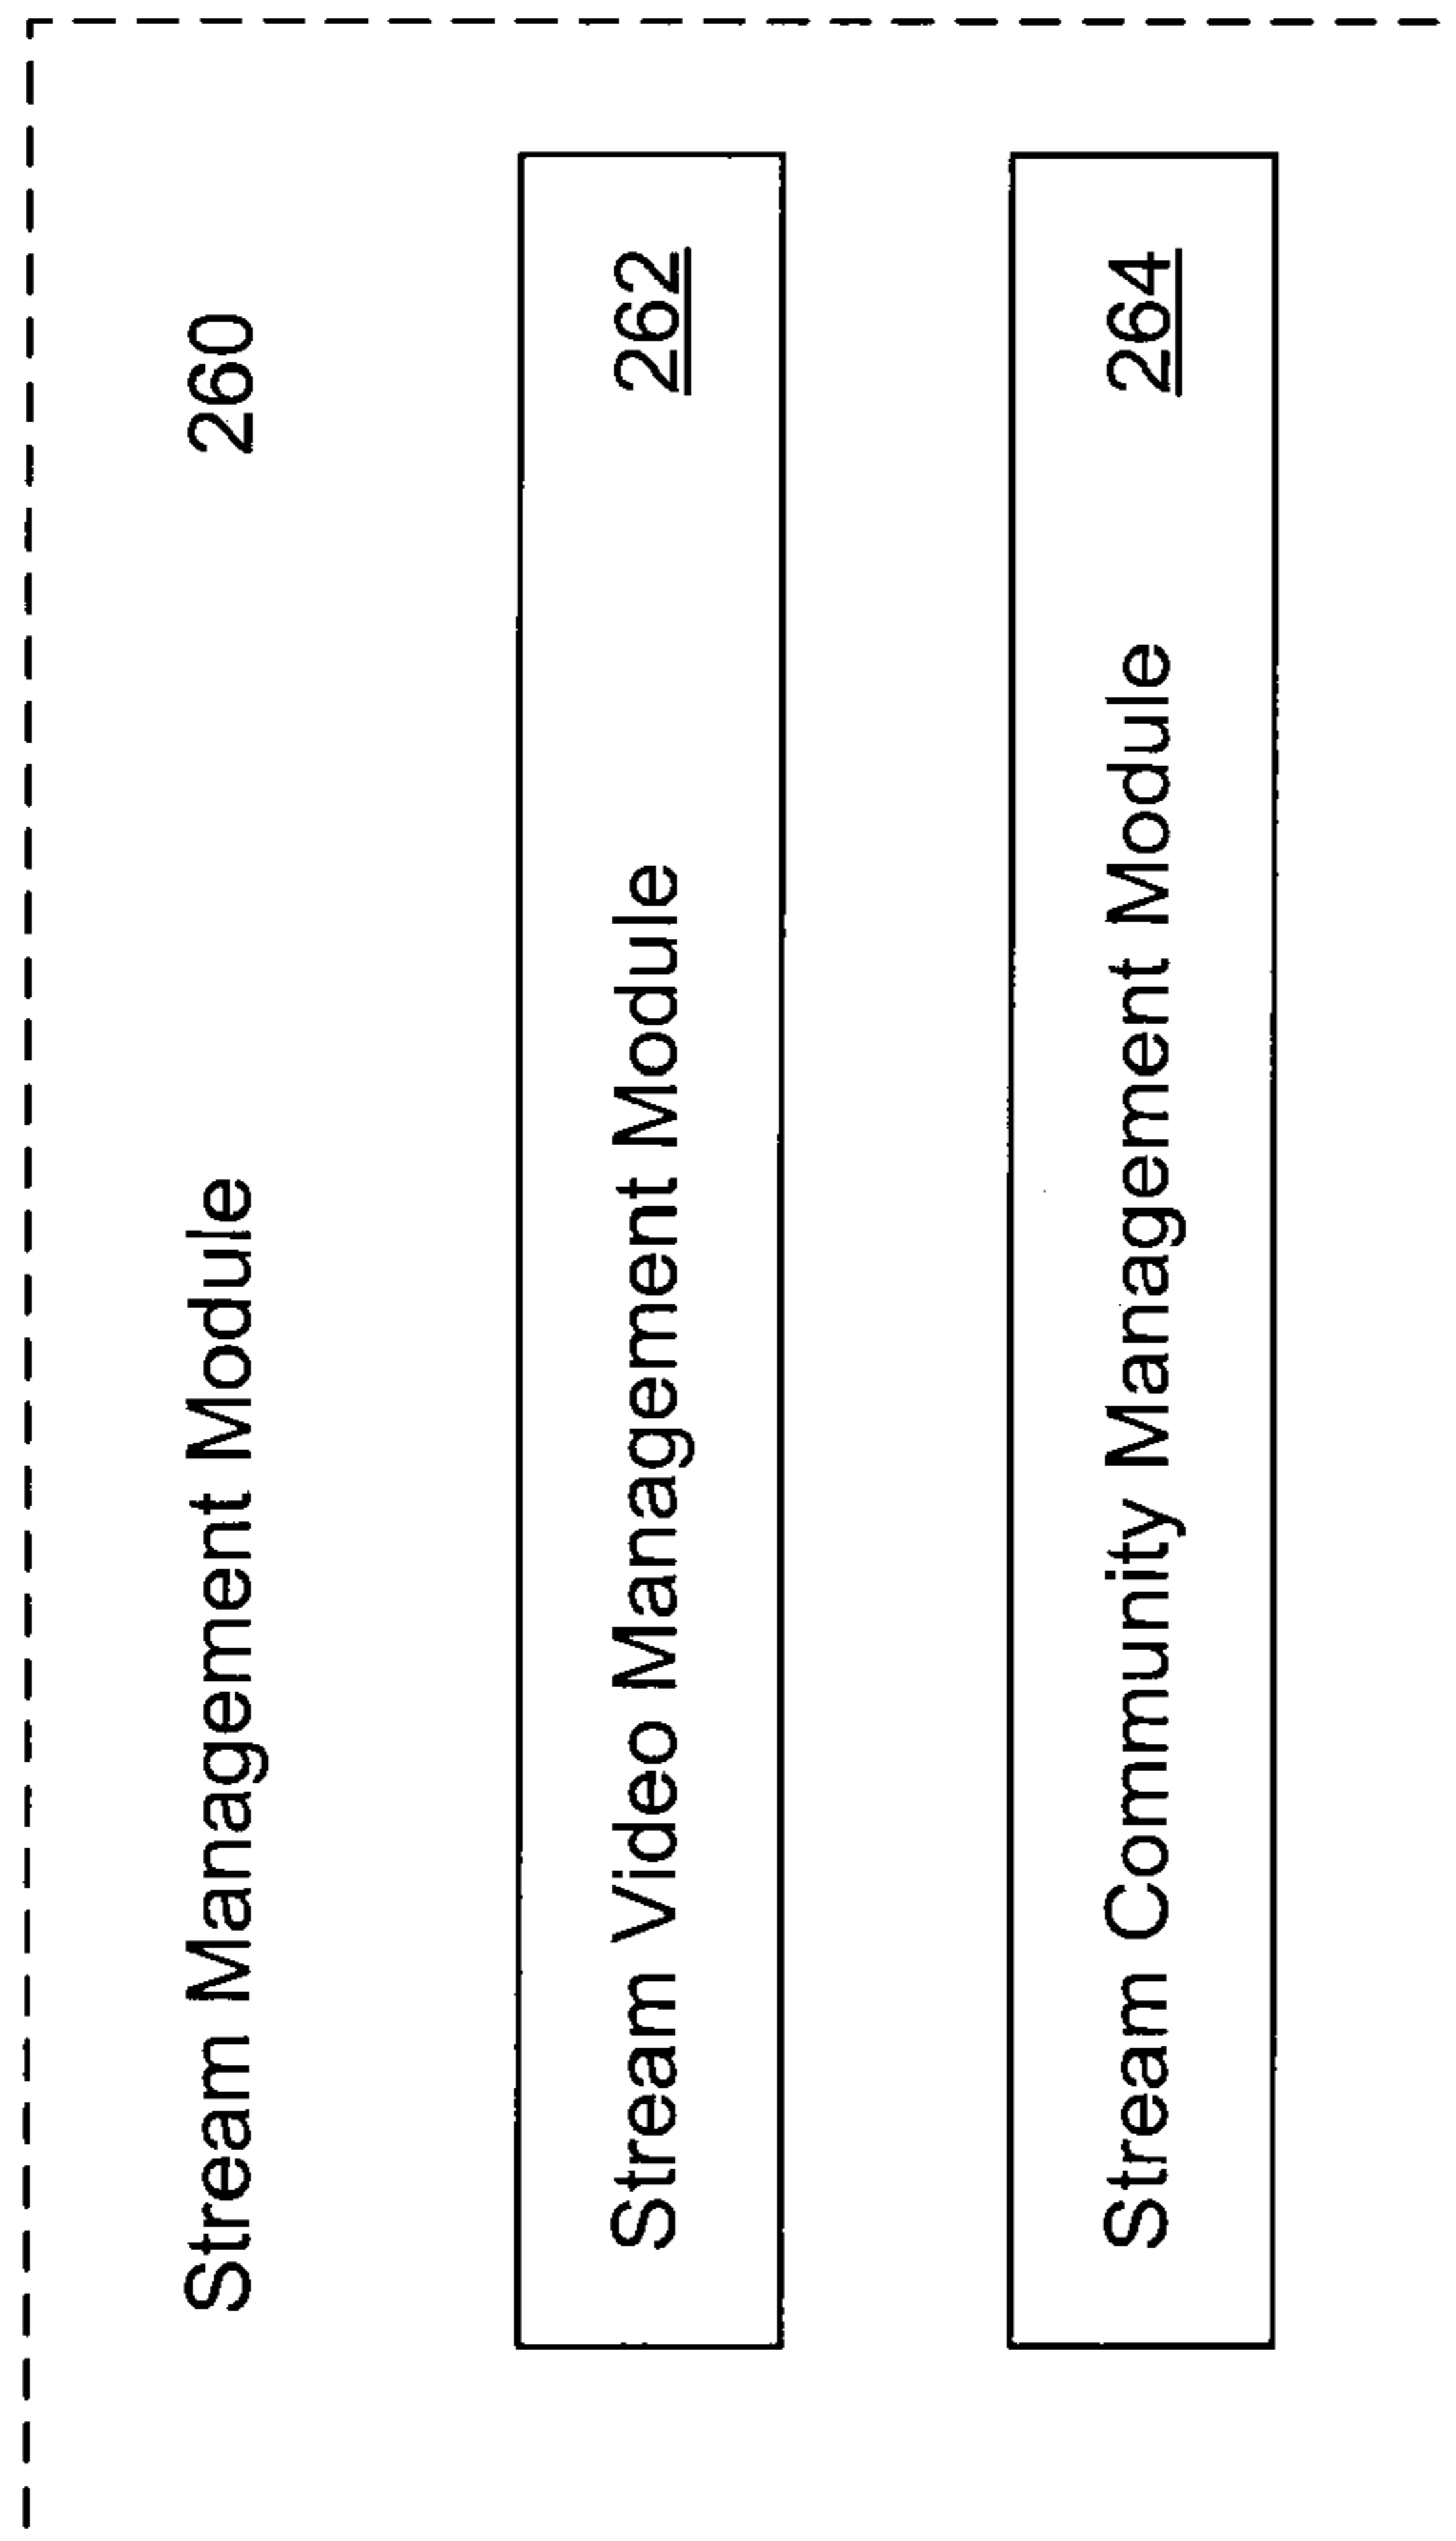 Stream Management Module 260
Stream Video Management Module 262
Stream Community Management Module 264